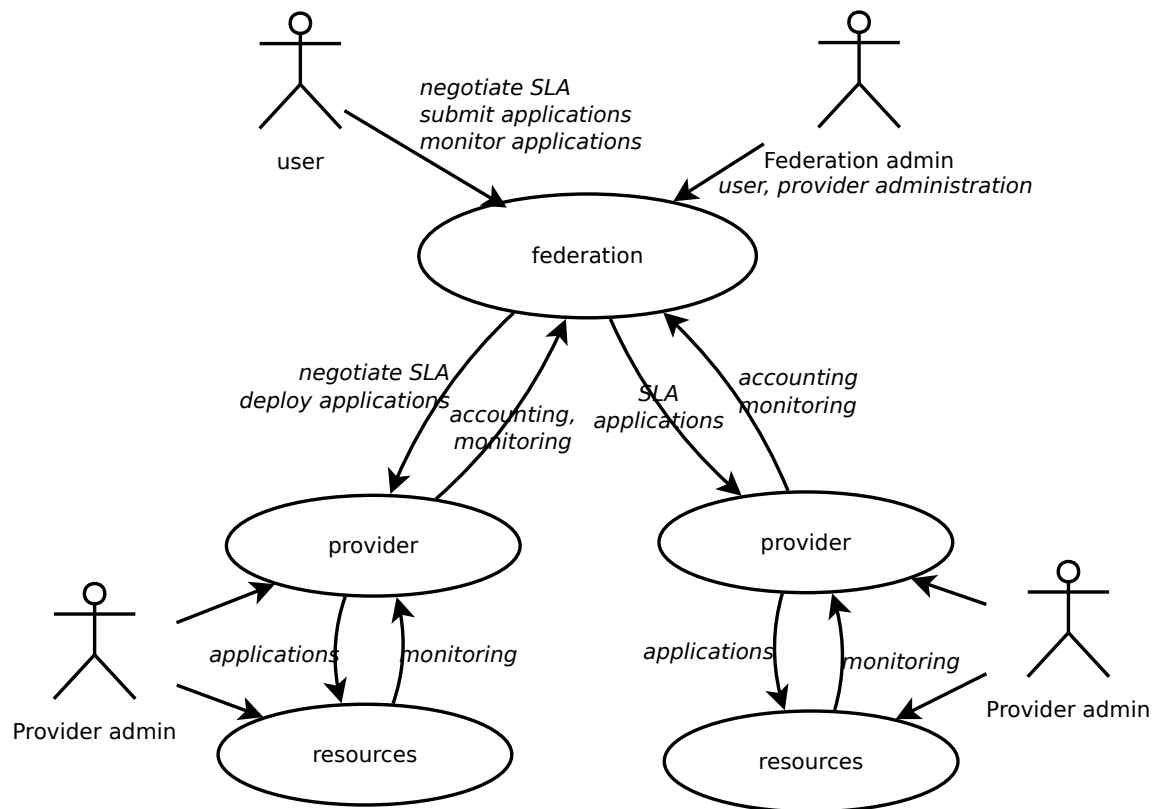 negotiate SLA
submit applications
monitor applications
user
Federation admin
user, provider administration
federation
negotiate SLA
deploy applications
accounting,
monitoring
SLA
applications
accounting
monitoring
provider
provider
applications
monitoring
applications
monitoring
Provider admin
Provider admin
resources
resources